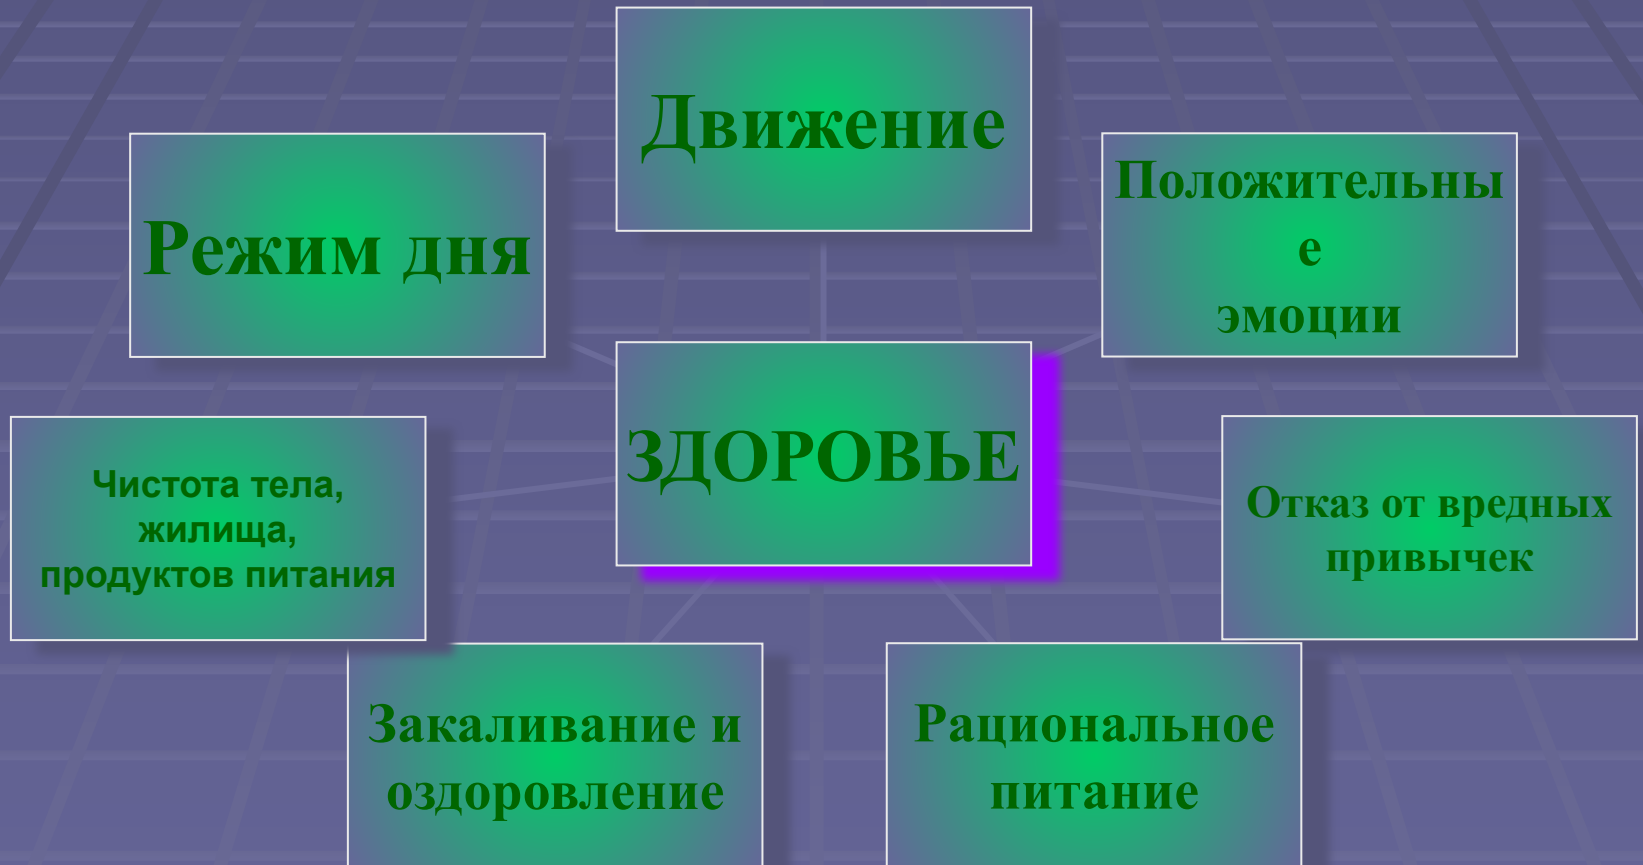 Движение
Режим дня
Положительны
е
эмоции
ЗДОРОВЬЕ
Чистота тела,
жилища,
продуктов питания
Отказ от вредных
привычек
Закаливание и
оздоровление
Рациональное
питание